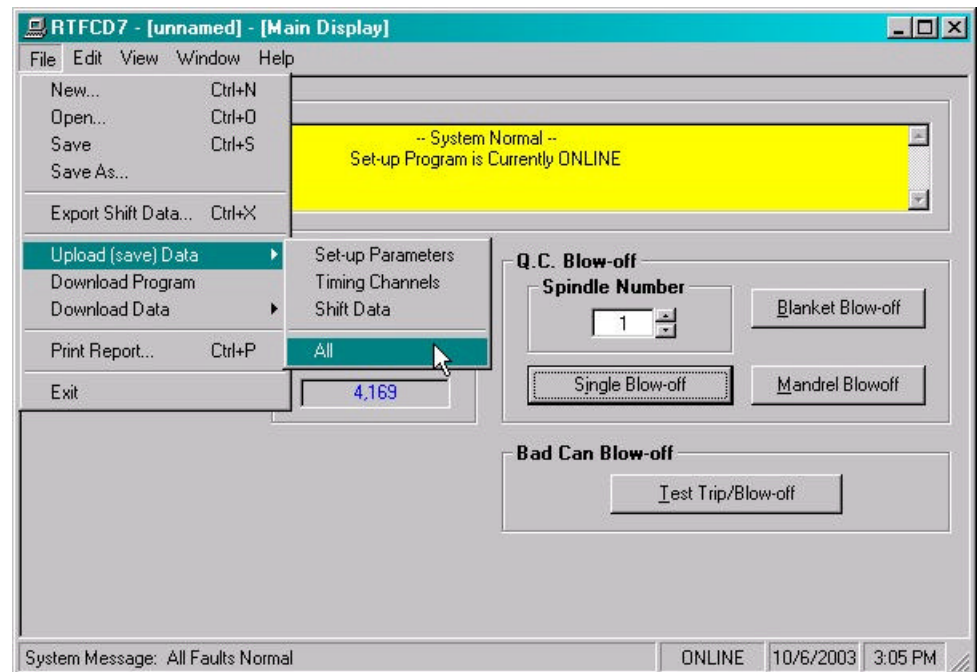 RTFCD7 - [unnamed] - [Main Display]
File Edit View Window Help
New... Ctrl+N
Open... Ctrl+O
Save Ctrl+S
Save As...
Export Shift Data... Ctrl+X
Upload (save) Data
Download Program
Download Data
Print Report... Ctrl+P
Exit
Set-up Parameters
Timing Channels
Shift Data
All
-- System Normal --
Set-up Program is Currently ONLINE
4,169
Q.C. Blow-off
Spindle Number
1
Blanket Blow-off
Single Blow-off
Mandrel Blowoff
Bad Can Blow-off
Test Trip/Blow-off
System Message: All Faults Normal
ONLINE
10/6/2003
3:05 PM